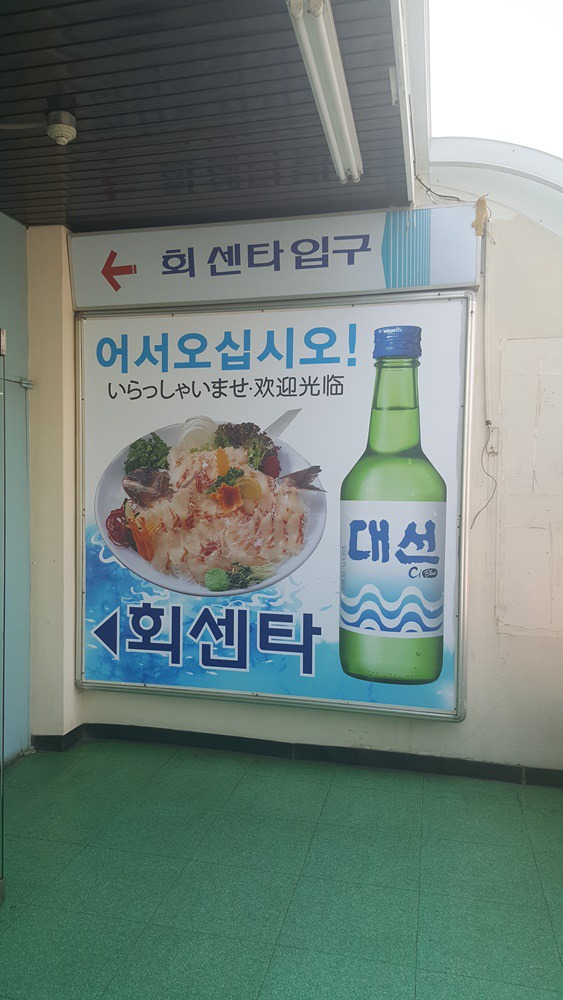 회 센타입구
어서오십시오!
いらっしゃいませ·欢迎光临
대선
회센타